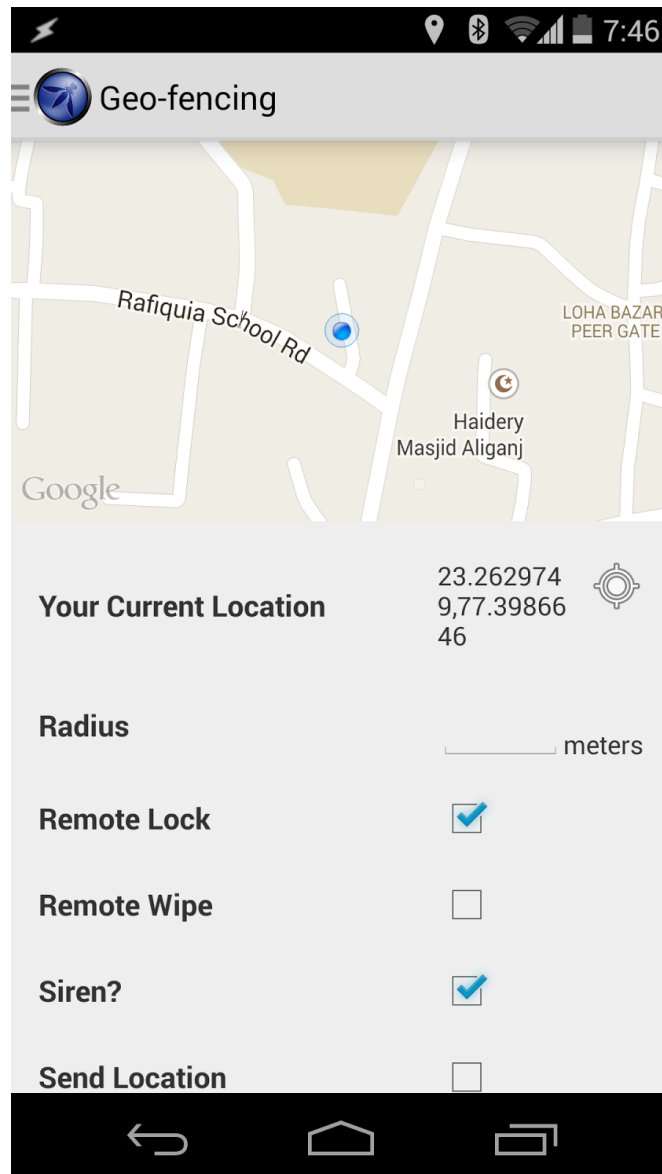 7:46
Geo-fencing
Rafiquia School Rd
LOHA BAZAR
PEER GATE
Haidery
Masjid Aliganj
Google
Your Current Location
23.262974
9,77.39866
46
Radius
meters
Remote Lock
Remote Wipe
Siren?
Send Location